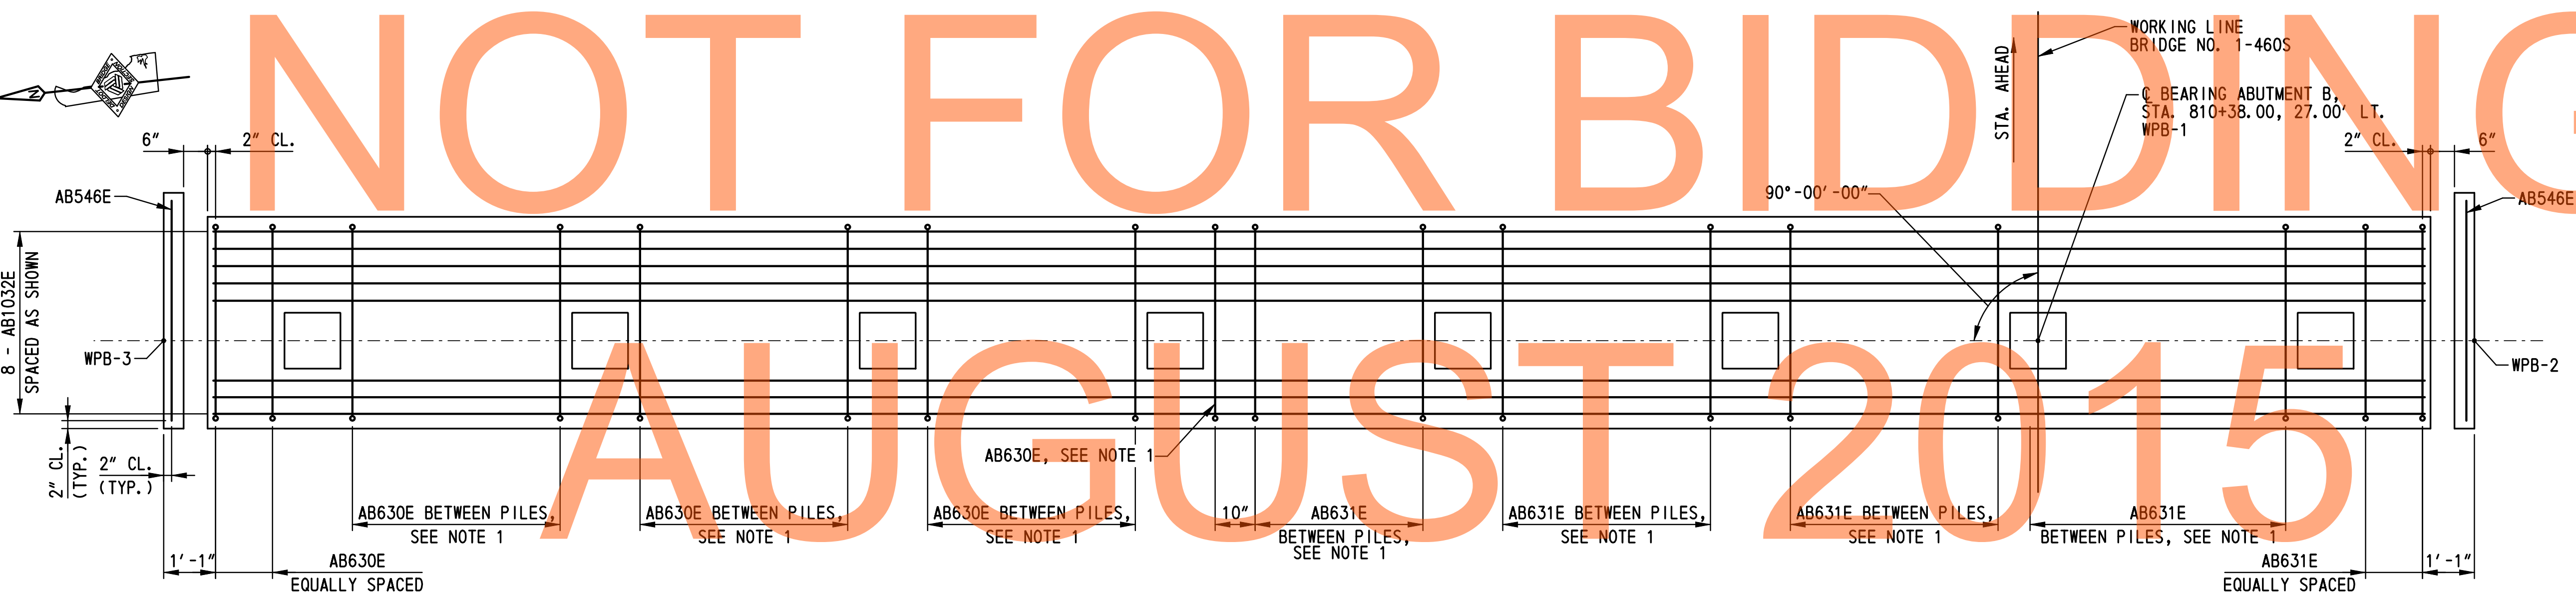 NOT FOR BIDDING
AUGUST 2015
WORKING LINE
BRIDGE NO. 1-460S
STA. AHEAD
℄ BEARING ABUTMENT B,
STA. 810+38.00, 27.00' LT.
WPB-1
N
6"
2" CL.
2" CL.
6"
AB546E
90°-00'-00"
AB546E
8 - AB1032E
SPACED AS SHOWN
WPB-3
WPB-2
2" CL.
(TYP.)
2" CL.
(TYP.)
AB630E, SEE NOTE 1
AB630E BETWEEN PILES,
SEE NOTE 1
AB630E BETWEEN PILES,
SEE NOTE 1
AB630E BETWEEN PILES,
SEE NOTE 1
10"
AB631E
BETWEEN PILES,
SEE NOTE 1
AB631E BETWEEN PILES,
SEE NOTE 1
AB631E BETWEEN PILES,
SEE NOTE 1
AB631E
BETWEEN PILES, SEE NOTE 1
1'-1"
AB630E
EQUALLY SPACED
AB631E
EQUALLY SPACED
1'-1"